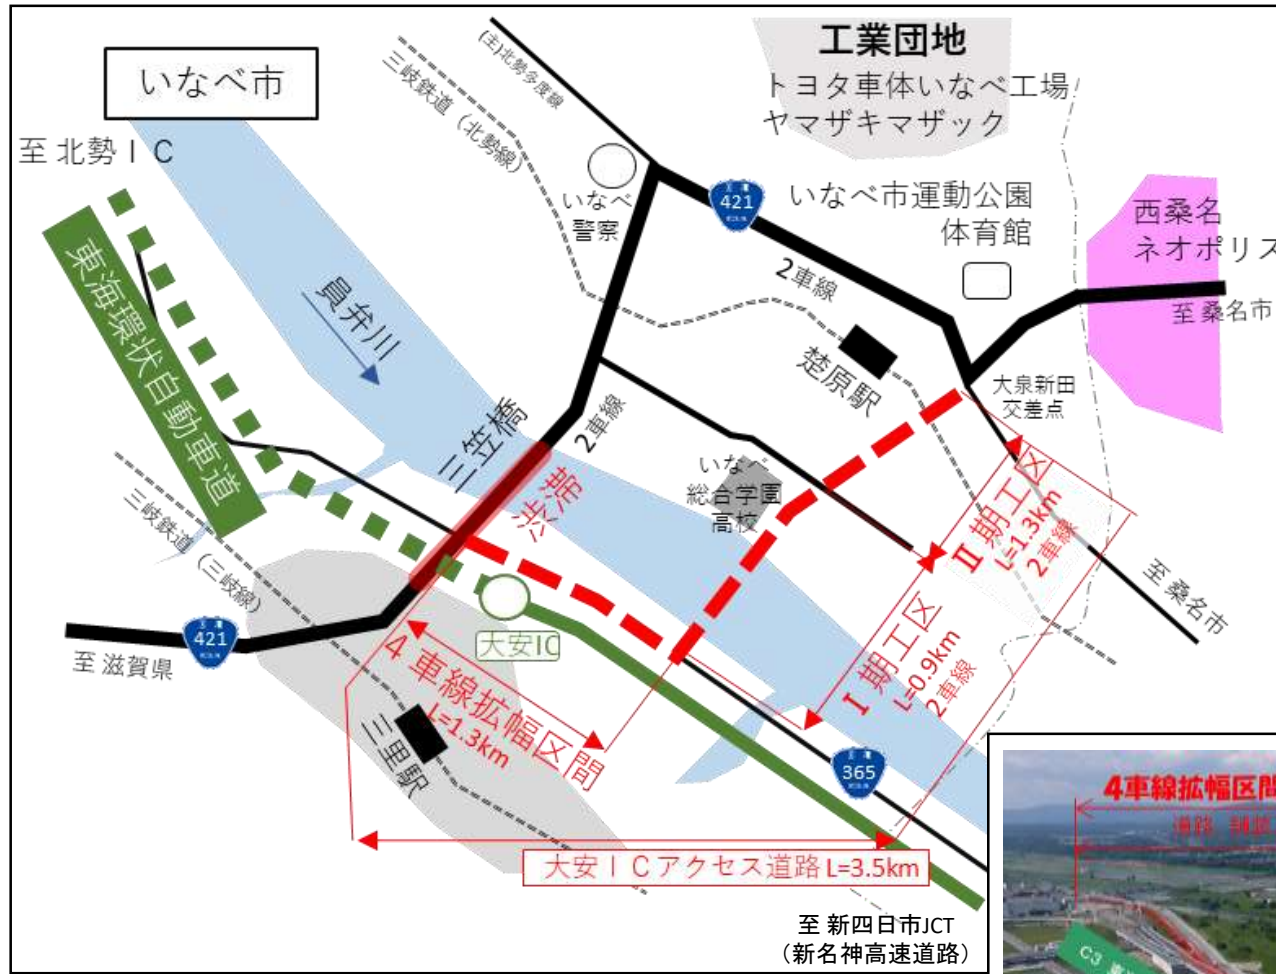 いなべ市
至 北勢ＩＣ
東海環状自動車道
員弁川
(主)北勢多度線
三岐鉄道（北勢線）
いなべ
警察
421
工業団地
トヨタ車体いなべ工場
ヤマザキマザック
いなべ市運動公園
体育館
西桑名
ネオポリス
至 桑名市
2車線
楚原駅
大泉新田
交差点
三笠橋
2車線
渋滞
いなべ
総合学園
高校
Ⅱ期工区
L=1.3km
2車線
至 桑名市
Ⅰ期工区
L=0.9km
2車線
三岐鉄道（三岐線）
421
至 滋賀県
大安IC
４車線拡幅区間
L=1.3km
三里駅
365
大安ＩＣアクセス道路 L=3.5km
至 新四日市JCT
（新名神高速道路）
4車線拡幅区間
C3